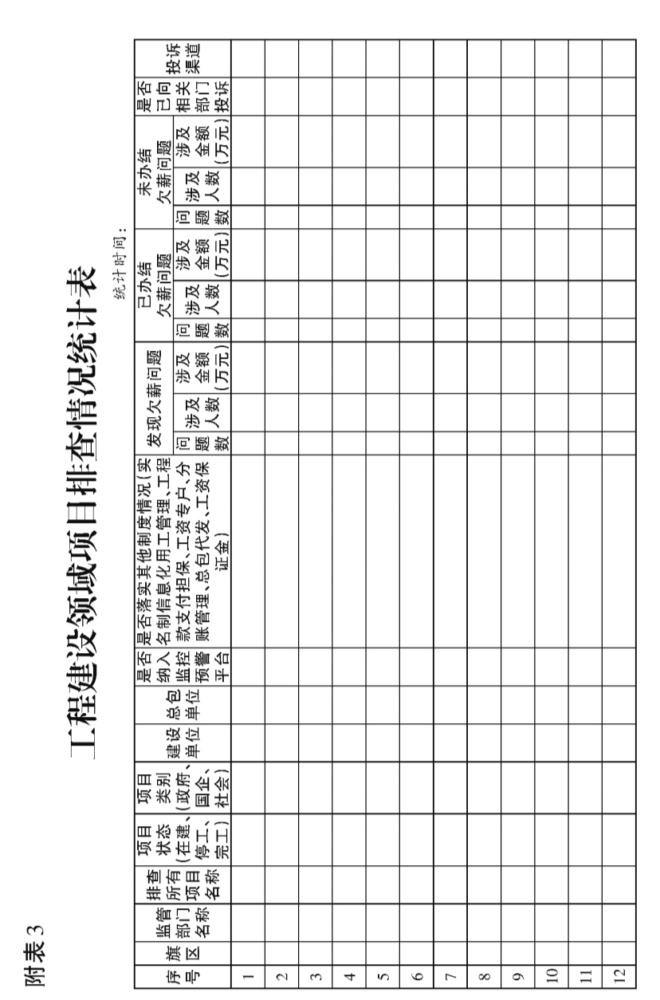 附表3
工程建设领域项目排查情况统计表
统计时间:
序
号
旗
区
监管
部门
名称
排查
所有
项目
名称
项目
状态
(在建、
停工、
完工)
项目
类别
(政府、
国企、
社会)
建设
单位
总包
单位
是否
纳入
监控
预警
平台
是否落实其他制度情况(实
名制信息化用工管理、工程
款支付担保、工资专户、分
账管理、总包代发、工资保
证金)
发现欠薪问题
问
题
数
涉及
人数
涉及
金额
(万元)
已办结
欠薪问题
问
题
数
涉及
人数
涉及
金额
(万元)
未办结
欠薪问题
问
题
数
涉及
人数
涉及
金额
(万元)
是否
已向
相关
部门
投诉
投诉
渠道
1
2
3
4
5
6
7
8
9
10
11
12